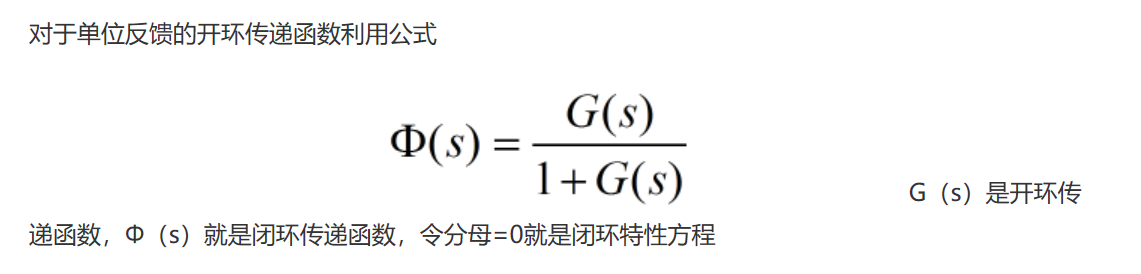 对于单位反馈的开环传递函数利用公式
Φ(s) = G(s) / 1+G(s)
G（s）是开环传
递函数，Φ（s）就是闭环传递函数，令分母=0就是闭环特性方程